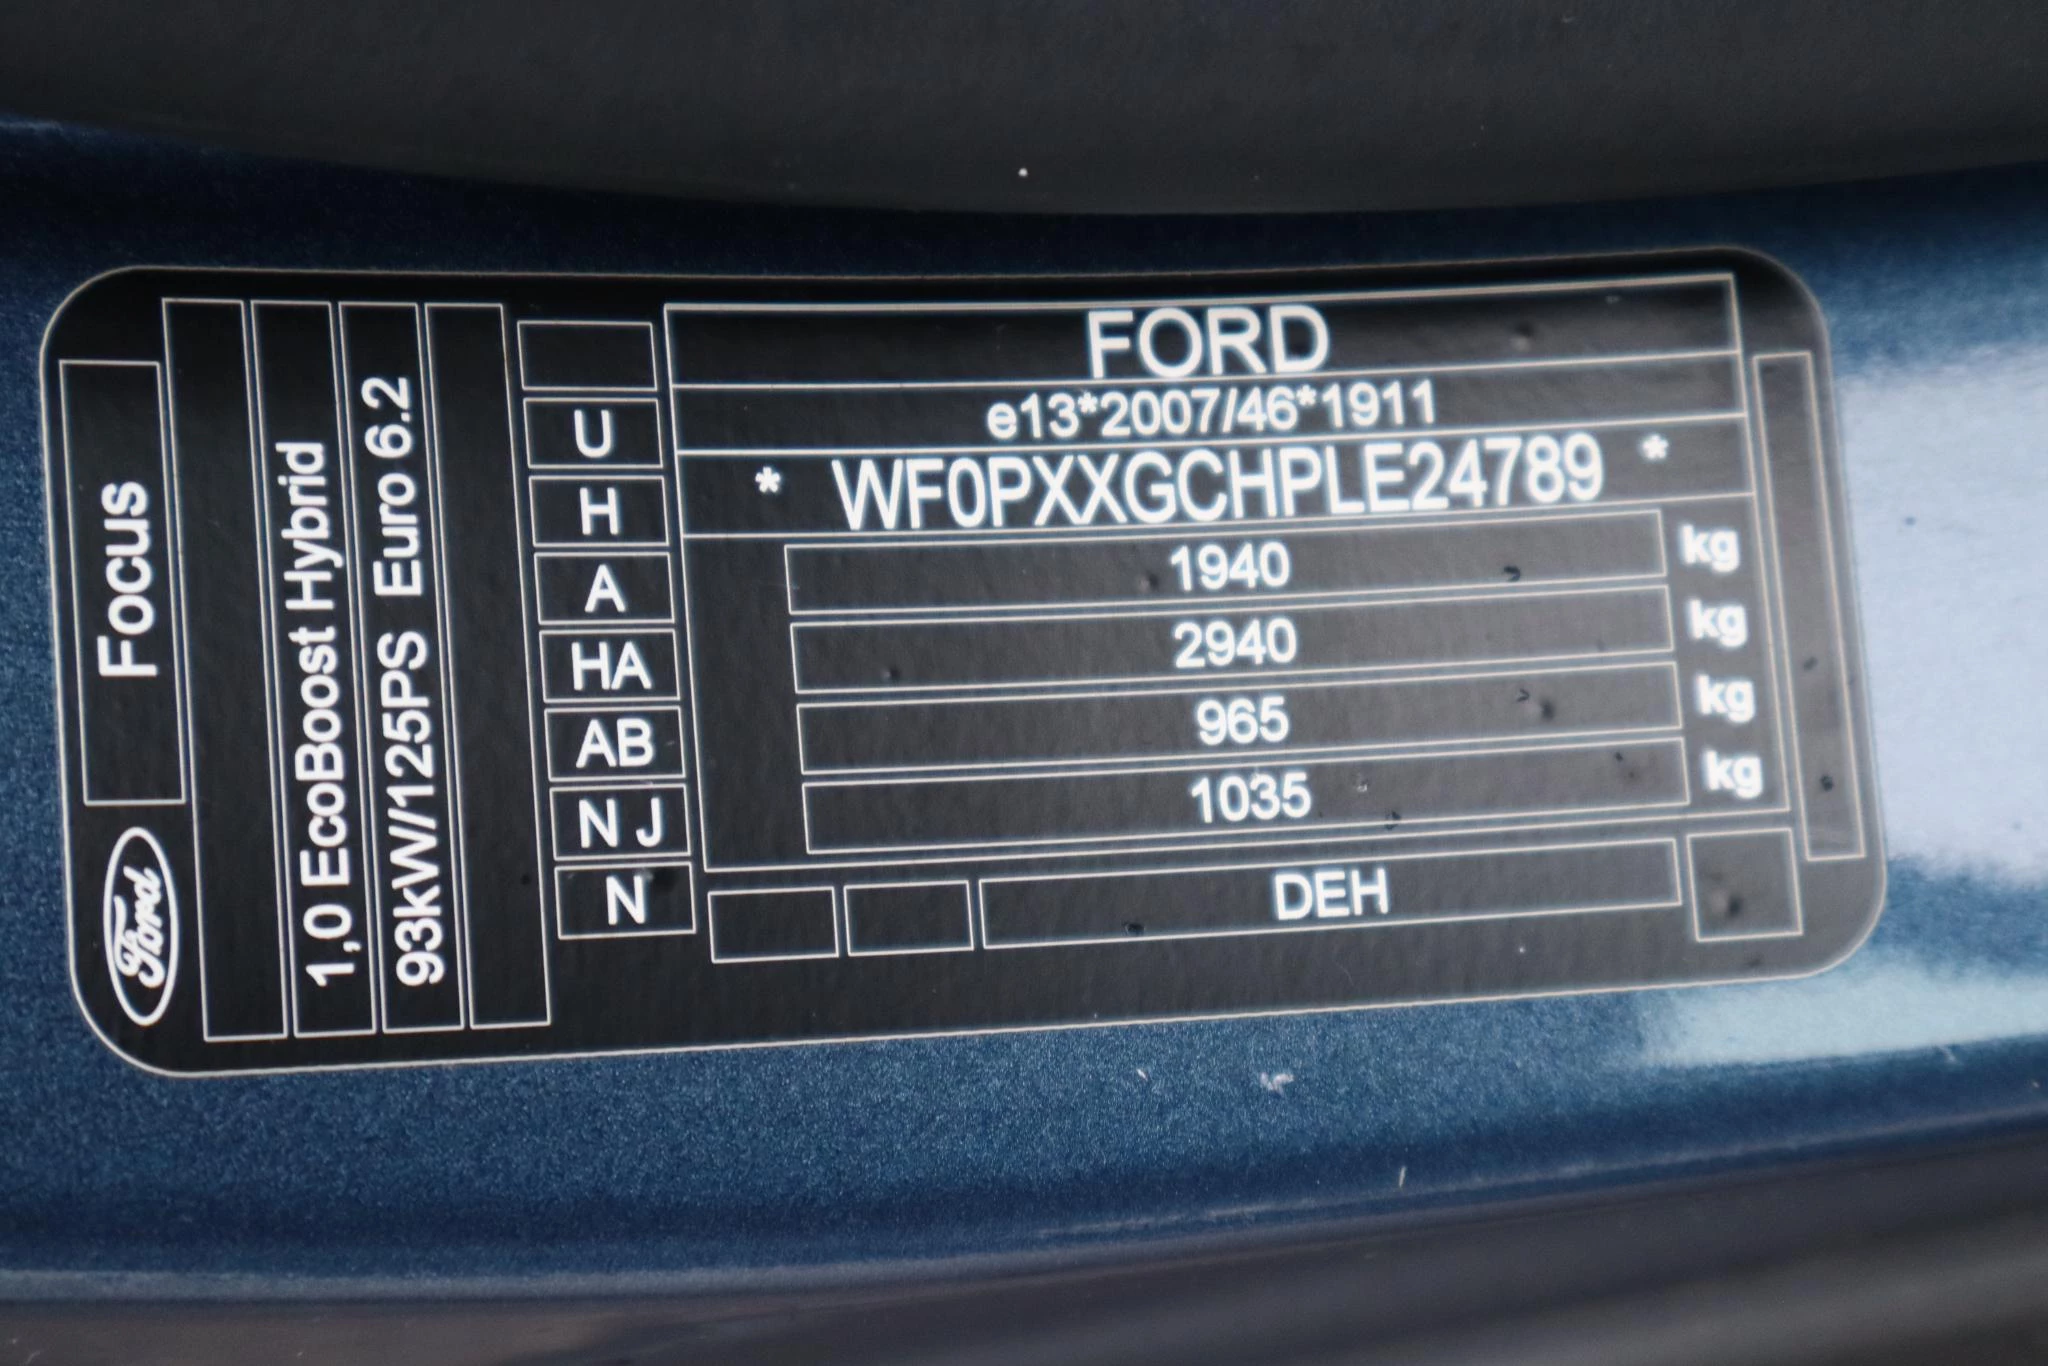 Focus
Ford
1,0 EcoBoost Hybrid
93kW/125PS Euro 6.2
U
H
A
HA
AB
N J
N
FORD
e13*2007/46*1911
* WF0PXXGCHPLE24789 *
1940 kg
2940 kg
965 kg
1035 kg
DEH